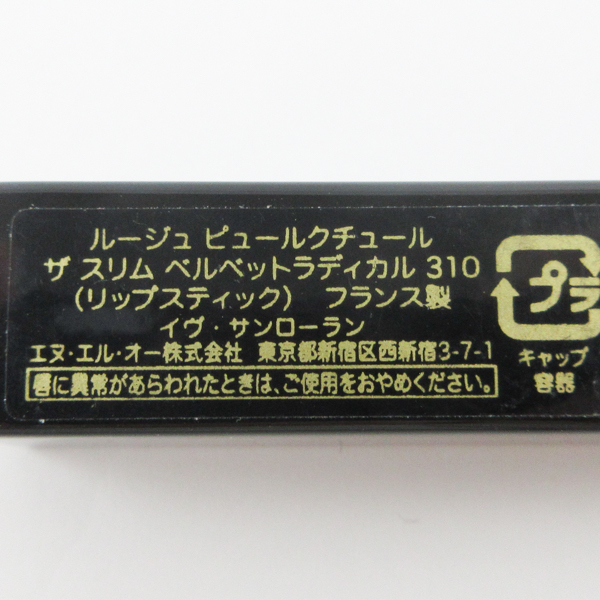 ルージュ ピュールクチュール
ザ スリム ベルベットラディカル 310
(リップスティック) フランス製
イヴ・サンローラン
エヌ・エル・オー株式会社 東京都新宿区西新宿3-7-1
唇に異常があらわれたときは、ご使用をおやめください。
プラ
キャップ
容器